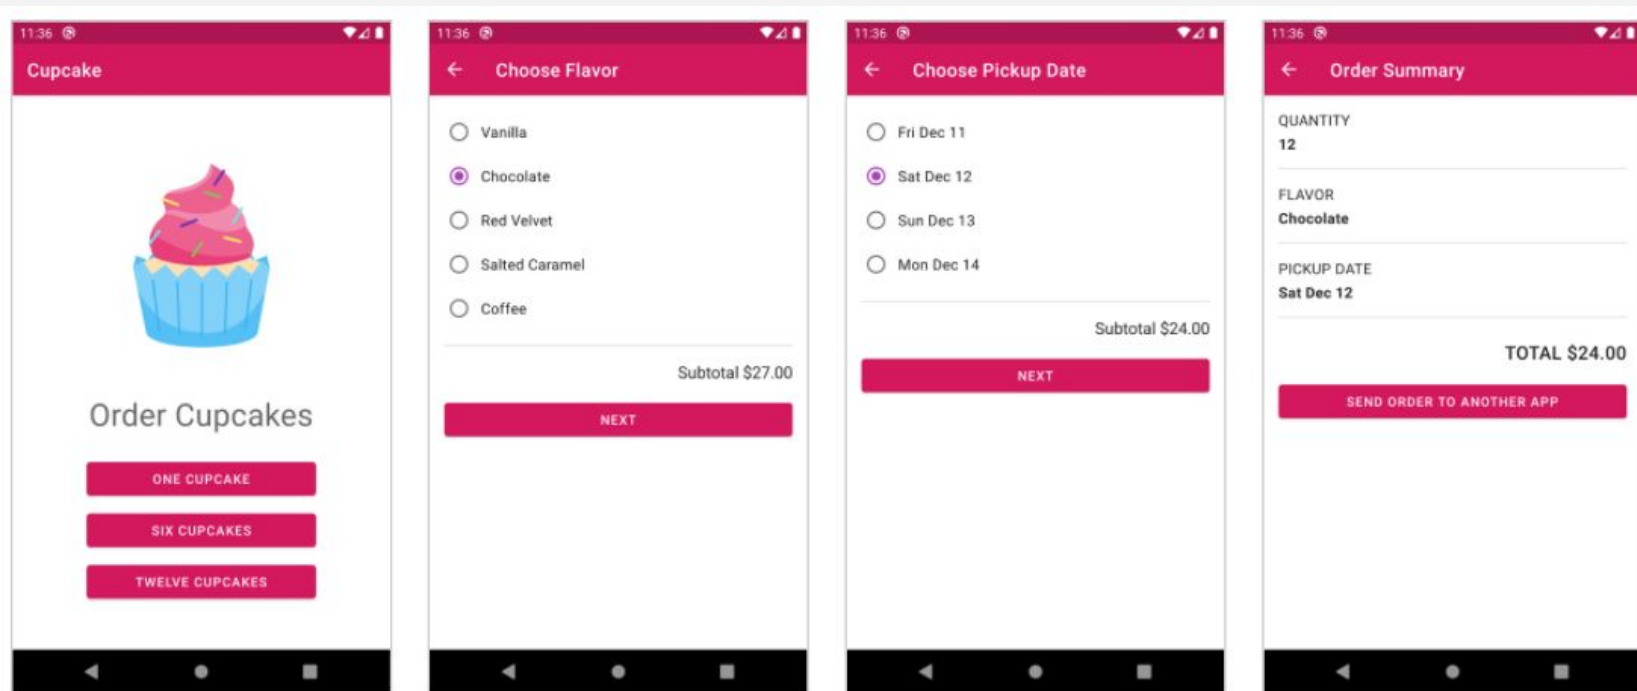 11:36
Cupcake
Order Cupcakes
ONE CUPCAKE
SIX CUPCAKES
TWELVE CUPCAKES
11:36
Choose Flavor
Vanilla
Chocolate
Red Velvet
Salted Caramel
Coffee
Subtotal $27.00
NEXT
11:36
Choose Pickup Date
Fri Dec 11
Sat Dec 12
Sun Dec 13
Mon Dec 14
Subtotal $24.00
NEXT
11:36
Order Summary
QUANTITY
12
FLAVOR
Chocolate
PICKUP DATE
Sat Dec 12
TOTAL $24.00
SEND ORDER TO ANOTHER APP